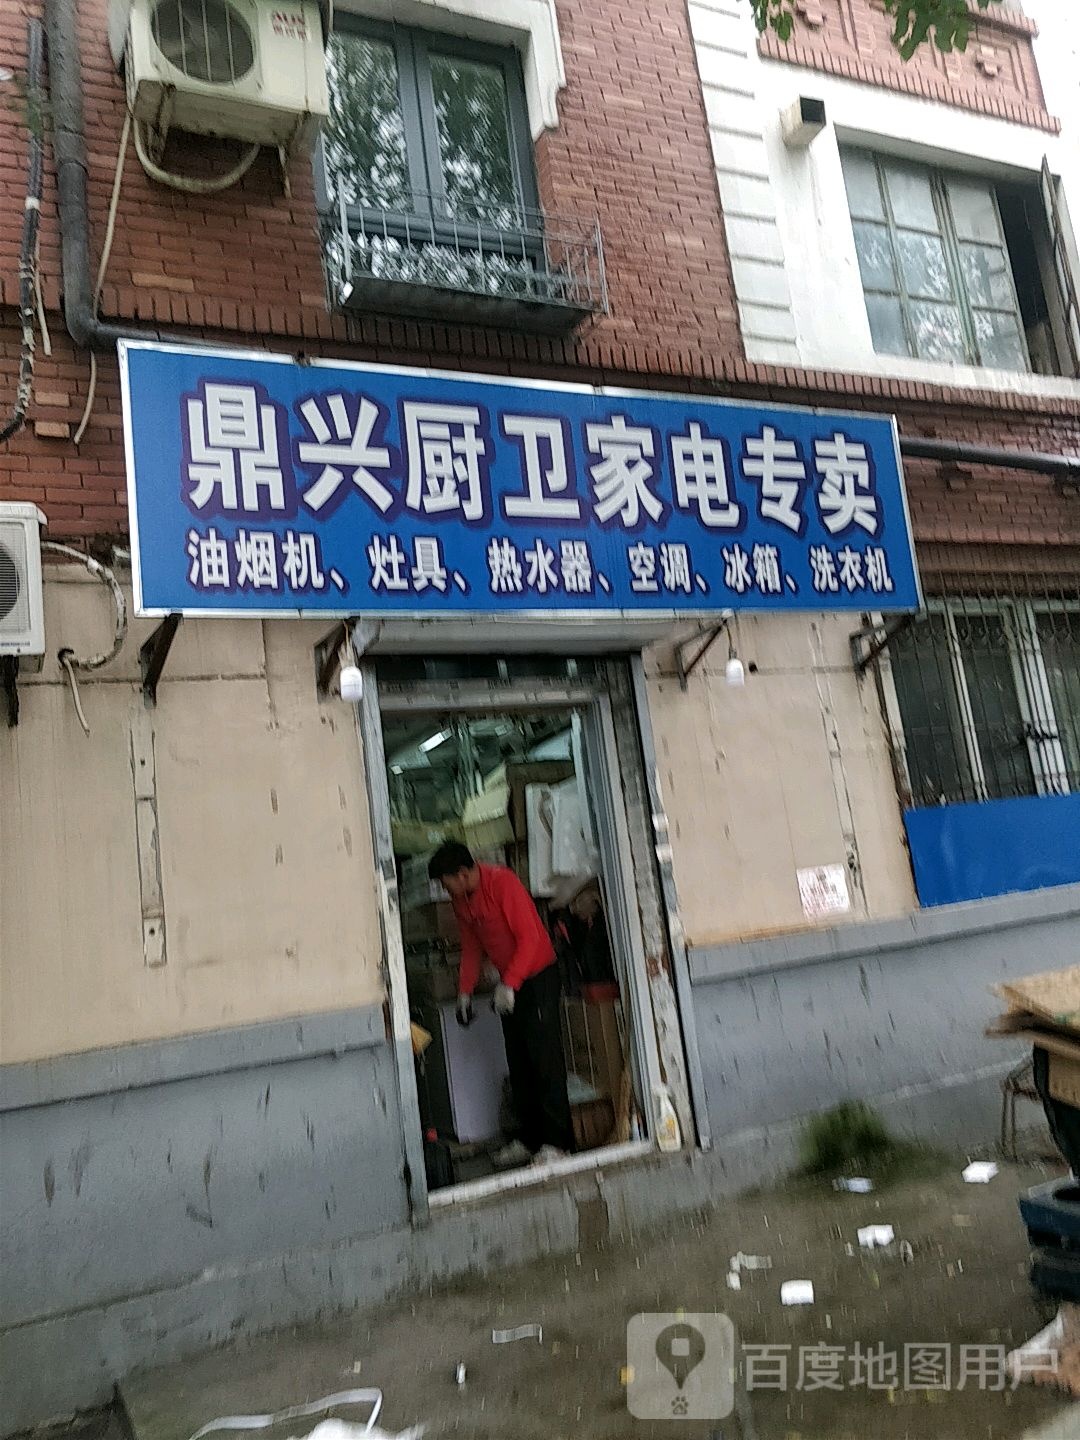 鼎兴厨卫家电专卖
油烟机、灶具、热水器、空调、冰箱、洗衣机
百度地图用户